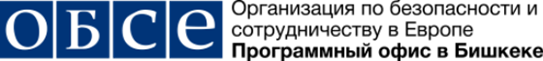 ОБСЕ
Организация по безопасности и
сотрудничеству в Европе
Программный офис в Бишкеке